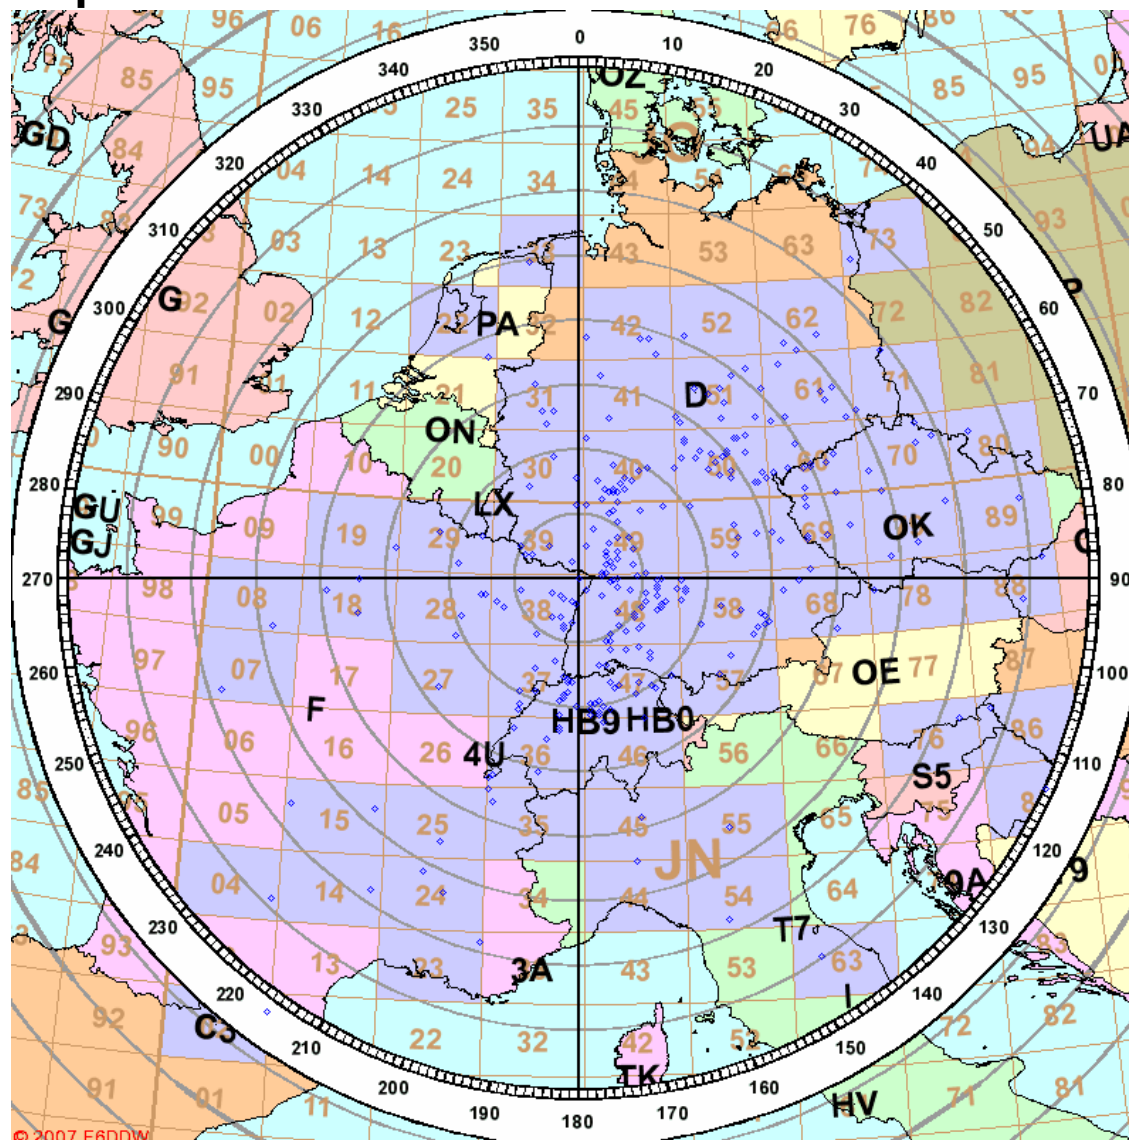 96 06 16 350 0 10 76 86
340 20
85 95 25 35 OZ 45 55 85 95
330 30
GD 84 320 04 14 24 34 JO 40 94 UA
73 310 03 13 23 33 43 53 63 73 50 93
G 92 300 02 12 22 PA 32 42 52 62 72 82 60
G 91 290 11 21 31 41 D 51 61 71 81 70
90 00 10 ON 20 30 40 50 60 70 80
280 LX 80
GU 99 09 19 29 39 59 69 OK 89
GJ
270 90
98 08 18 28 38 48 58 68 78 88
97 260 07 17 27 37 47 57 67 OE 77 87 100
F HB9 HB0
96 250 06 16 26 4U 36 46 56 66 76 86 110
S5
85 95 05 15 25 35 45 55 65 75
240 120
84 04 14 24 34 JN 44 54 64 9A 9
230 T7 130
93 13 23 3A 43 53 63 83
220 I 140
92 C3 210 22 32 42 52 150 72 82
200 TK 160
91 01 11 190 180 170 HV 71 81
© 2007 F6DDW